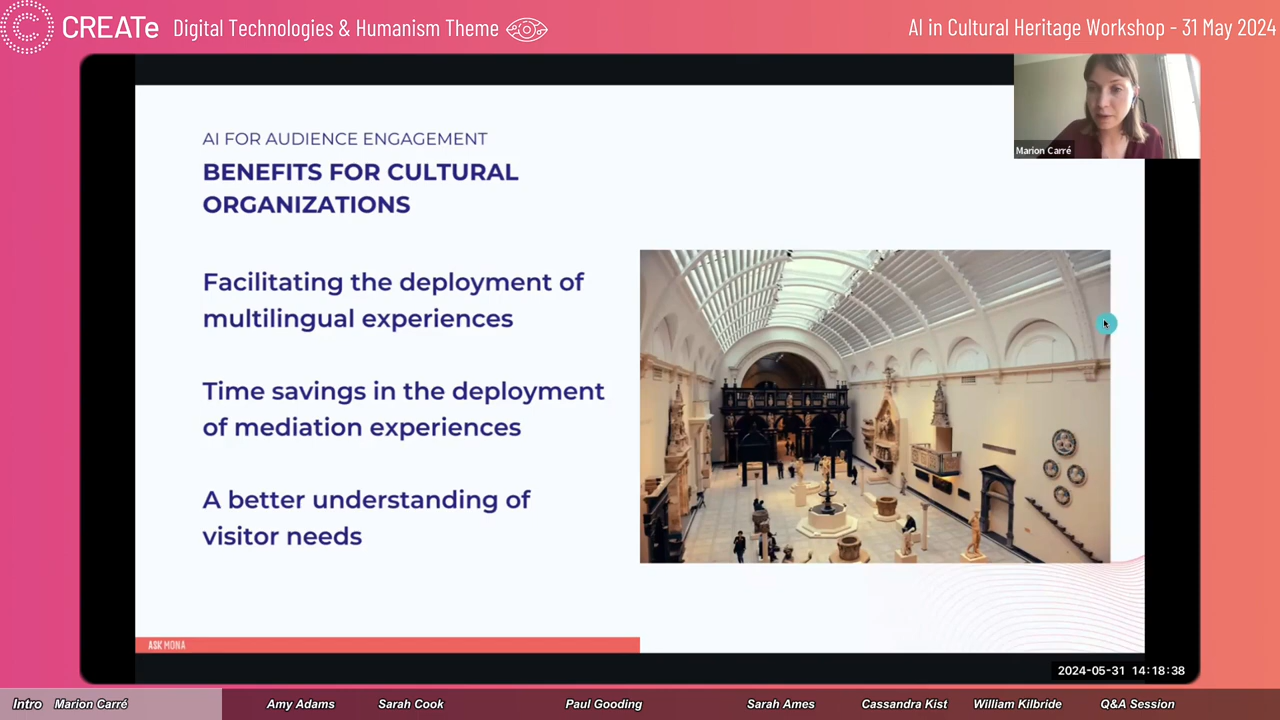 CREATe Digital Technologies & Humanism Theme
AI in Cultural Heritage Workshop - 31 May 2024
Marion Carré
AI FOR AUDIENCE ENGAGEMENT
BENEFITS FOR CULTURAL
ORGANIZATIONS
Facilitating the deployment of
multilingual experiences
Time savings in the deployment
of mediation experiences
A better understanding of
visitor needs
ASK MONA
2024-05-31 14:18:38
Intro Marion Carré Amy Adams Sarah Cook Paul Gooding Sarah Ames Cassandra Kist William Kilbride Q&A Session